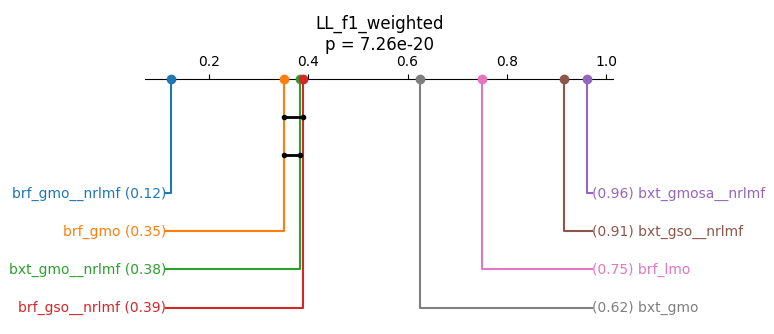 LL_f1_weighted
p = 7.26e-20
0.2 0.4 0.6 0.8 1.0
brf_gmo__nrlmf (0.12) (0.96) bxt_gmosa__nrlmf
brf_gmo (0.35) (0.91) bxt_gso__nrlmf
bxt_gmo__nrlmf (0.38) (0.75) brf_lmo
brf_gso__nrlmf (0.39) (0.62) bxt_gmo